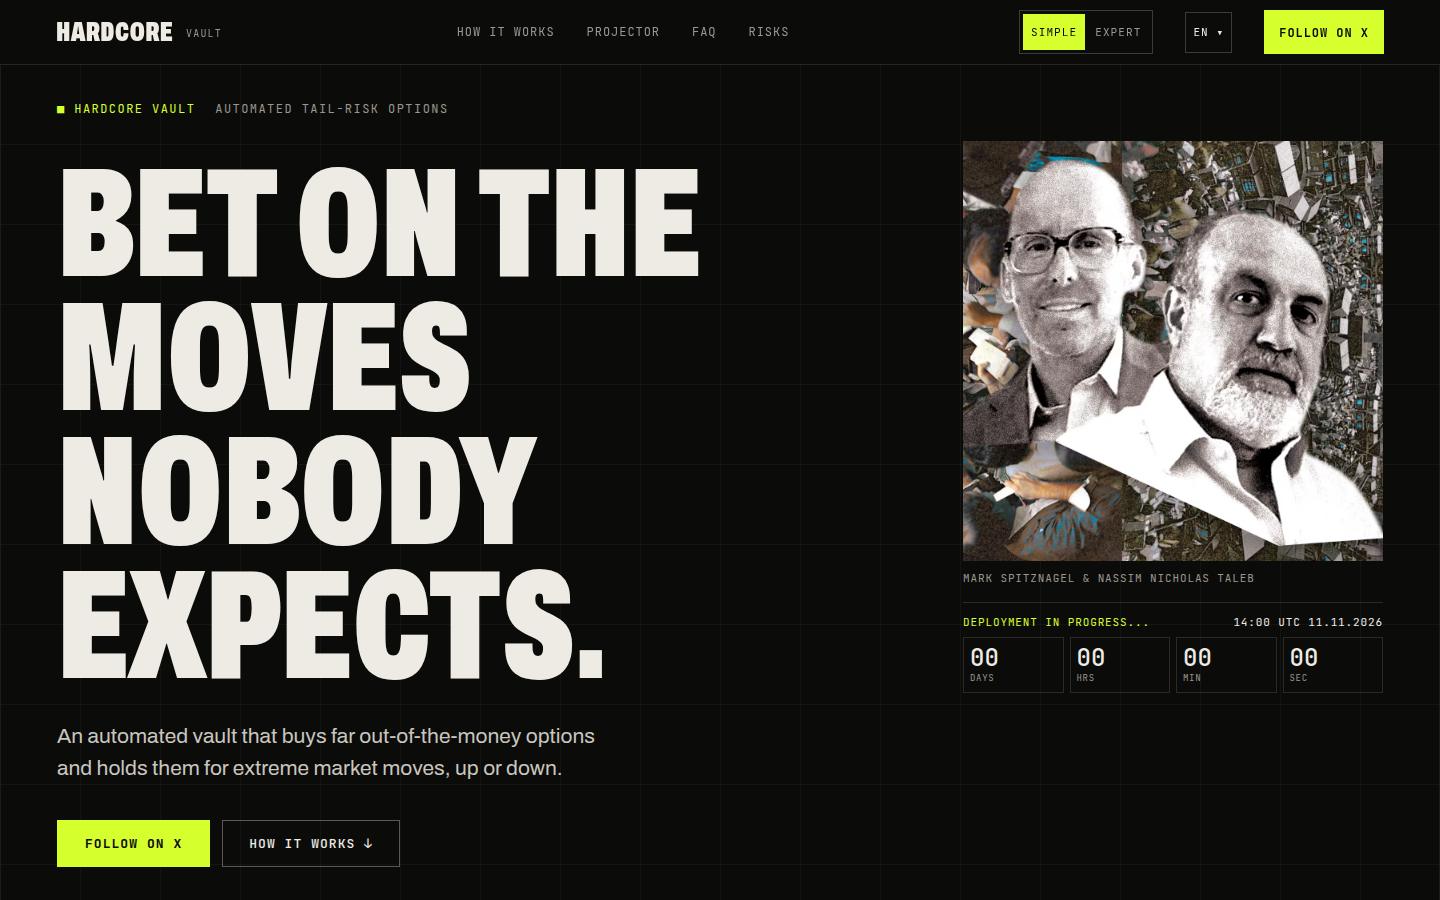 HARDCORE VAULT
HOW IT WORKS
PROJECTOR
FAQ
RISKS
SIMPLE
EXPERT
EN ▾
FOLLOW ON X
■ HARDCORE VAULT AUTOMATED TAIL-RISK OPTIONS
BET ON THE
MOVES
NOBODY
EXPECTS.
An automated vault that buys far out-of-the-money options
and holds them for extreme market moves, up or down.
FOLLOW ON X
HOW IT WORKS ↓
MARK SPITZNAGEL & NASSIM NICHOLAS TALEB
DEPLOYMENT IN PROGRESS...
14:00 UTC 11.11.2026
00
DAYS
00
HRS
00
MIN
00
SEC